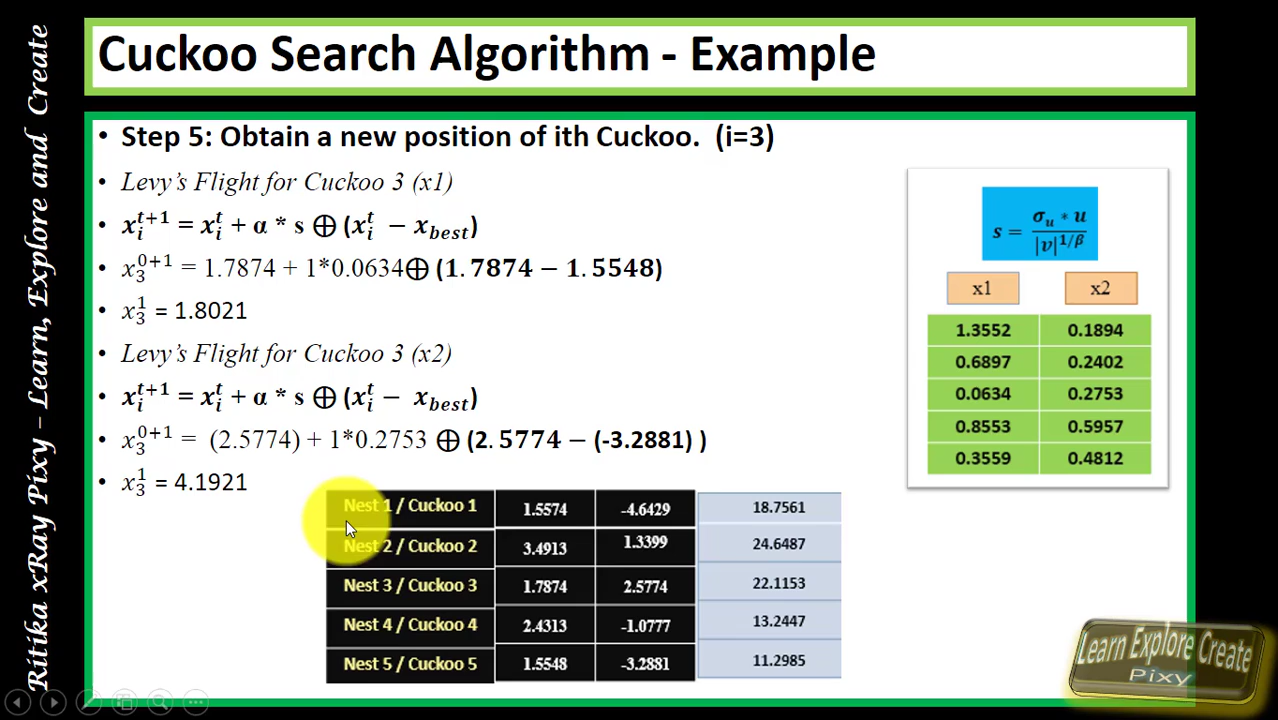 Cuckoo Search Algorithm - Example
Ritika xRay Pixy – Learn, Explore and Create
• Step 5: Obtain a new position of ith Cuckoo. (i=3)
• Levy's Flight for Cuckoo 3 (x1)
• x_i^{t+1} = x_i^t + α * s ⊕ (x_i^t − x_{best})
• x_3^{0+1} = 1.7874 + 1*0.0634⊕ (1.7874 − 1.5548)
• x_3^1 = 1.8021
• Levy's Flight for Cuckoo 3 (x2)
• x_i^{t+1} = x_i^t + α * s ⊕ (x_i^t − x_{best})
• x_3^{0+1} = (2.5774) + 1*0.2753 ⊕ (2.5774 − (-3.2881) )
• x_3^1 = 4.1921
s = σ_u * u / |v|^{1/β}
x1 x2
1.3552 0.1894
0.6897 0.2402
0.0634 0.2753
0.8553 0.5957
0.3559 0.4812
Nest 1 / Cuckoo 1 1.5574 -4.6429 18.7561
Nest 2 / Cuckoo 2 3.4913 1.3399 24.6487
Nest 3 / Cuckoo 3 1.7874 2.5774 22.1153
Nest 4 / Cuckoo 4 2.4313 -1.0777 13.2447
Nest 5 / Cuckoo 5 1.5548 -3.2881 11.2985
Learn Explore Create
Pixy